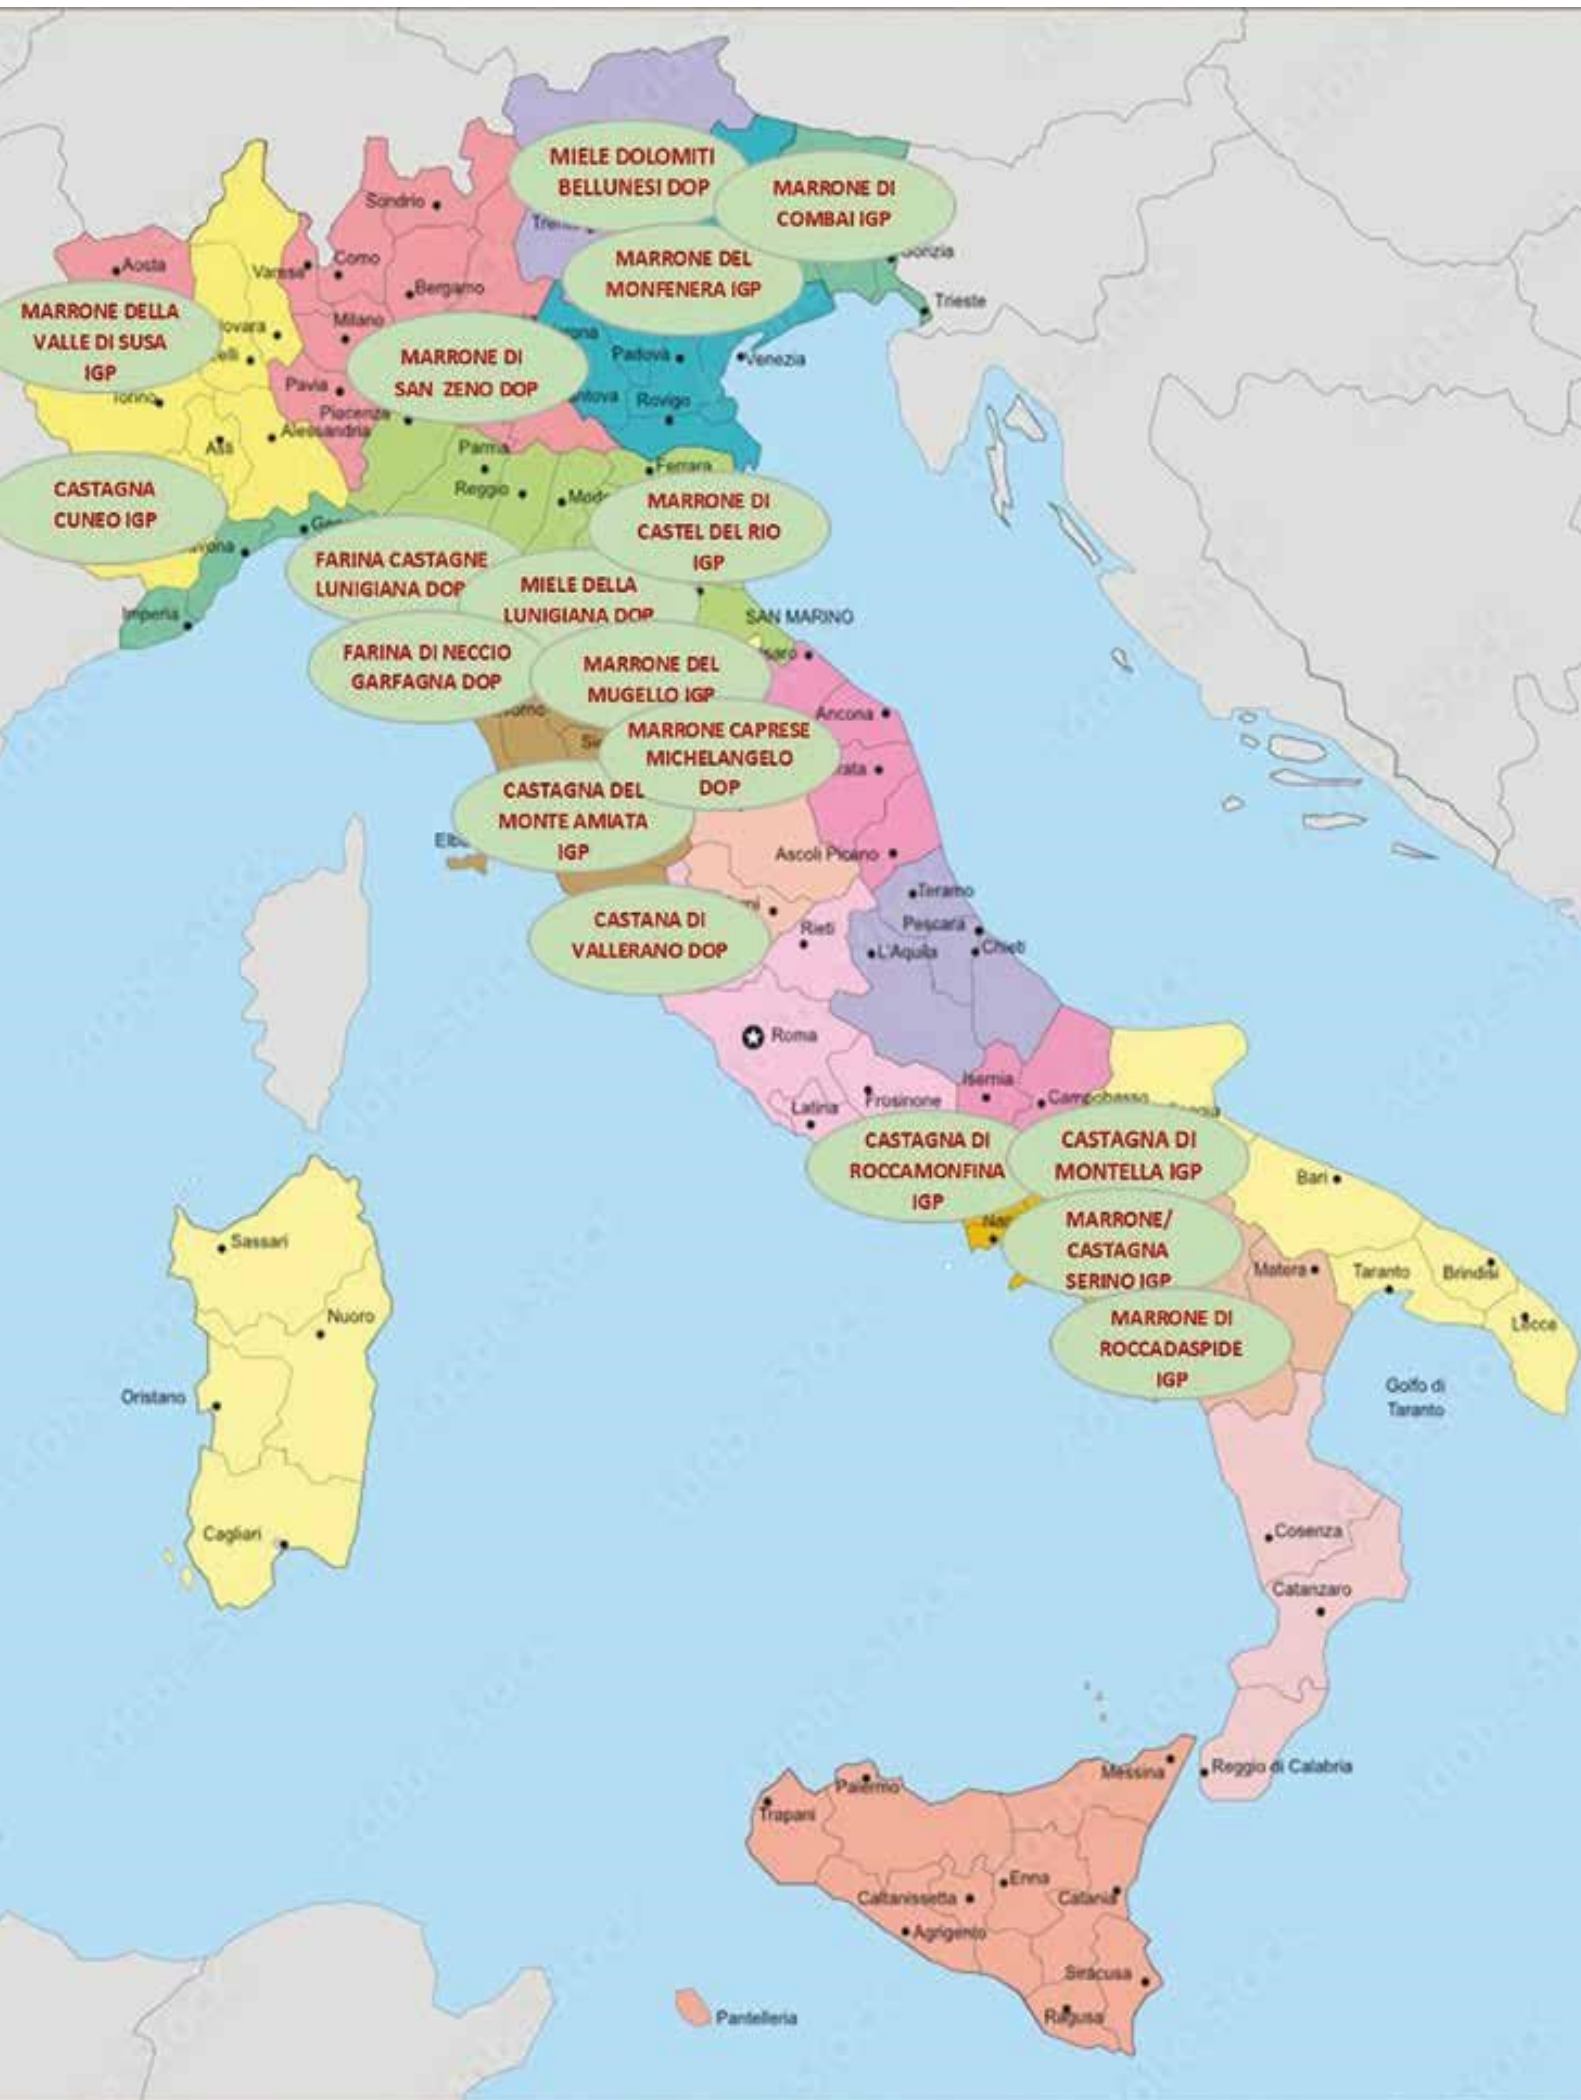 MIELE DOLOMITI
BELLUNESI DOP
MARRONE DI
COMBAI IGP
Sondrio
MARRONE DEL
MONFENERA IGP
Aosta
Varese
Como
Bergamo
Trieste
MARRONE DELLA
VALLE DI SUSA
IGP
Milano
MARRONE DI
SAN ZENO DOP
Padova
Venezia
Pavia
Rovigo
Torino
Piacenza
Alessandria
Asti
Parma
Ferrara
Reggio
CASTAGNA
CUNEO IGP
MARRONE DI
CASTEL DEL RIO
IGP
FARINA CASTAGNE
LUNIGIANA DOP
MIELE DELLA
LUNIGIANA DOP
Imperia
SAN MARINO
FARINA DI NECCIO
GARFAGNA DOP
MARRONE DEL
MUGELLO IGP
Ancona
MARRONE CAPRESE
MICHELANGELO
DOP
CASTAGNA DEL
MONTE AMIATA
IGP
Ascoli Piceno
Teramo
CASTANA DI
VALLERANO DOP
Rieti
Pescara
L'Aquila
Chieti
Roma
Isernia
Campobasso
Latina
Frosinone
CASTAGNA DI
ROCCAMONFINA
IGP
CASTAGNA DI
MONTELLA IGP
Bari
MARRONE/
CASTAGNA
SERINO IGP
Matera
Taranto
Brindisi
Lecce
MARRONE DI
ROCCADASPIDE
IGP
Golfo di
Taranto
Sassari
Nuoro
Oristano
Cagliari
Cosenza
Catanzaro
Messina
Reggio di Calabria
Palermo
Trapani
Enna
Caltanissetta
Catania
Agrigento
Siracusa
Ragusa
Pantelleria